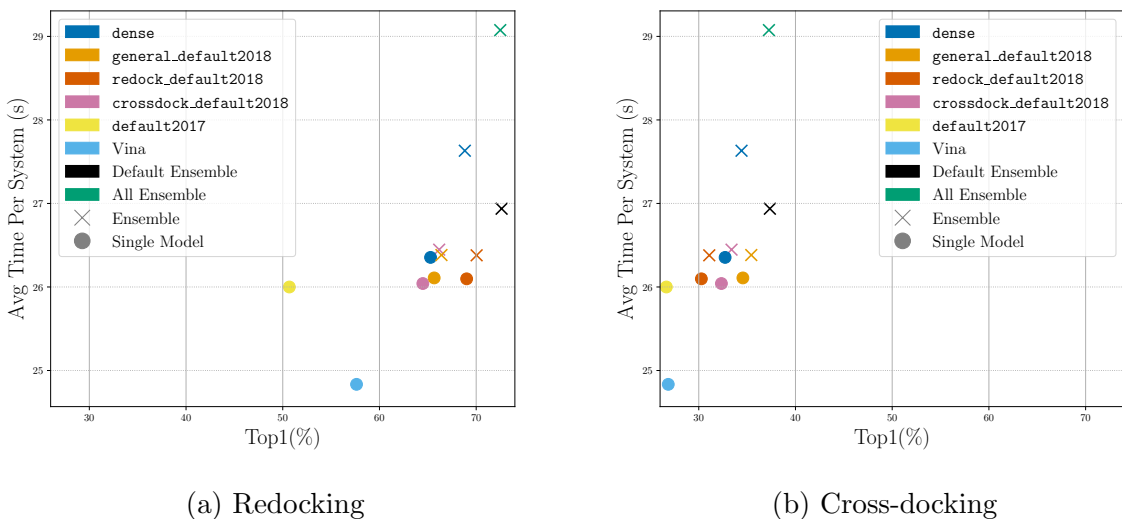 dense
general_default2018
redock_default2018
crossdock_default2018
default2017
Vina
Default Ensemble
All Ensemble
Ensemble
Single Model
29
28
27
26
25
Avg Time Per System (s)
30 40 50 60 70
Top1(%)
(a) Redocking
dense
general_default2018
redock_default2018
crossdock_default2018
default2017
Vina
Default Ensemble
All Ensemble
Ensemble
Single Model
29
28
27
26
25
Avg Time Per System (s)
30 40 50 60 70
Top1(%)
(b) Cross-docking